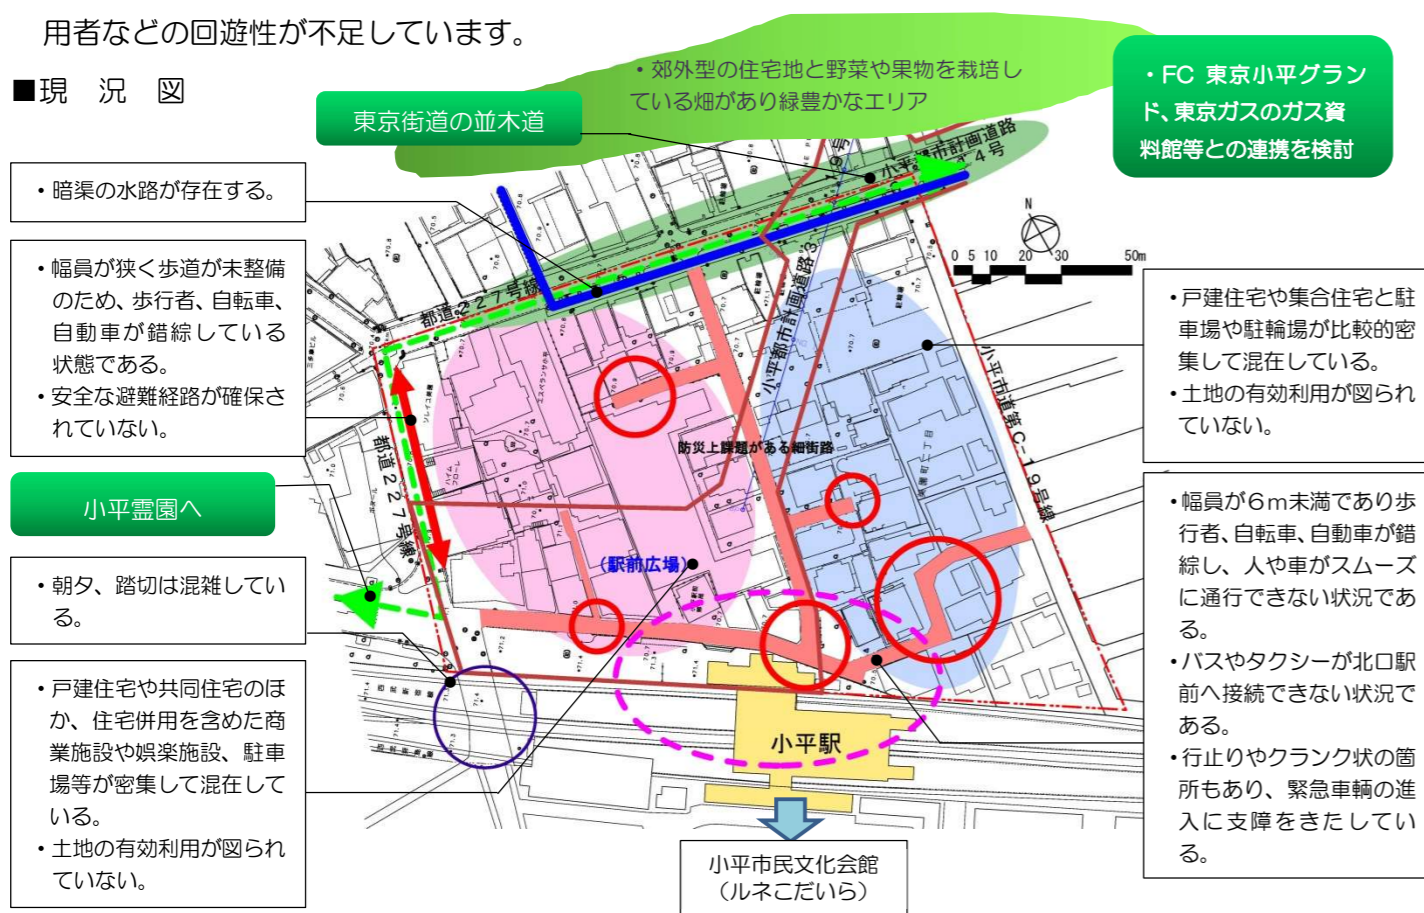 用者などの回遊性が不足しています。
■現　況　図
・郊外型の住宅地と野菜や果物を栽培し
ている畑があり緑豊かなエリア
・FC 東京小平グラン
ド、東京ガスのガス資
料館等との連携を検討
東京街道の並木道
・暗渠の水路が存在する。
・幅員が狭く歩道が未整備
のため、歩行者、自転車、
自動車が錯綜している
状態である。
・安全な避難経路が確保さ
れていない。
小平霊園へ
・朝夕、踏切は混雑してい
る。
・戸建住宅や共同住宅のほ
か、住宅併用を含めた商
業施設や娯楽施設、駐車
場等が密集して混在して
いる。
・土地の有効利用が図られ
ていない。
都道227号線
都道227号線
小平都市計画道路3
小平市道第C-19号線
防災上課題がある細街路
(駅前広場)
小平駅
小平市民文化会館
（ルネこだいら）
N
0 5 10 20 30 50m
・戸建住宅や集合住宅と駐
車場や駐輪場が比較的密
集して混在している。
・土地の有効利用が図られ
ていない。
・幅員が6m未満であり歩
行者、自転車、自動車が錯
綜し、人や車がスムーズ
に通行できない状況であ
る。
・バスやタクシーが北口駅
前へ接続できない状況で
ある。
・行止りやクランク状の箇
所もあり、緊急車輌の進
入に支障をきたしてい
る。